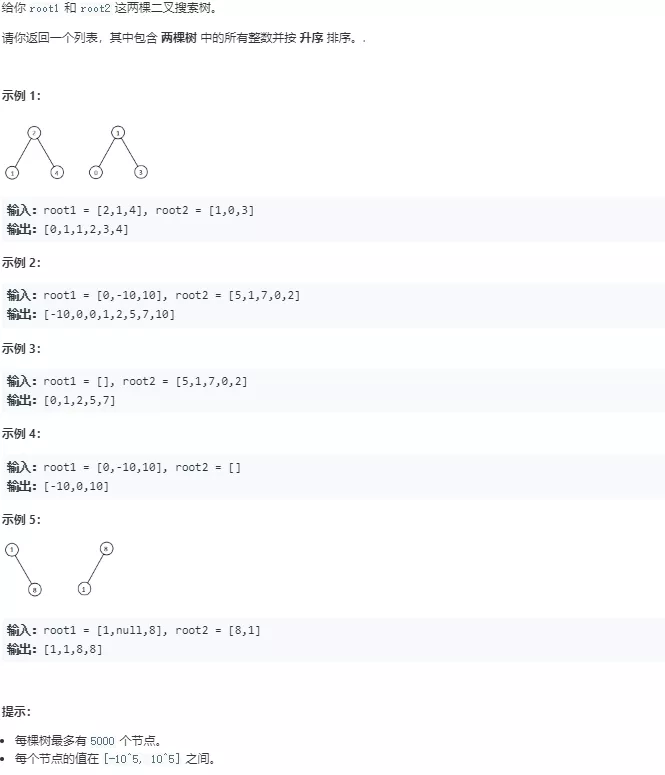 给你 root1 和 root2 这两棵二叉搜索树。
请你返回一个列表，其中包含 两棵树 中的所有整数并按 升序 排序。.
示例 1：
2 1
1 4 0 3
输入：root1 = [2,1,4], root2 = [1,0,3]
输出：[0,1,1,2,3,4]
示例 2：
输入：root1 = [0,-10,10], root2 = [5,1,7,0,2]
输出：[-10,0,0,1,2,5,7,10]
示例 3：
输入：root1 = [], root2 = [5,1,7,0,2]
输出：[0,1,2,5,7]
示例 4：
输入：root1 = [0,-10,10], root2 = []
输出：[-10,0,10]
示例 5：
1 8
8 1
输入：root1 = [1,null,8], root2 = [8,1]
输出：[1,1,8,8]
提示：
• 每棵树最多有 5000 个节点。
• 每个节点的值在 [-10^5, 10^5] 之间。